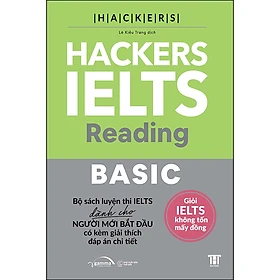 |H|A|C|K|E|R|S|
Lê Kiều Trang dịch
HACKERS
IELTS
Reading
BASIC
Bộ sách luyện thi IELTS
dành cho
NGƯỜI MỚI BẮT ĐẦU
có kèm giải thích
đáp án chi tiết
Giỏi
IELTS
không tốn
mấy đồng
gamma